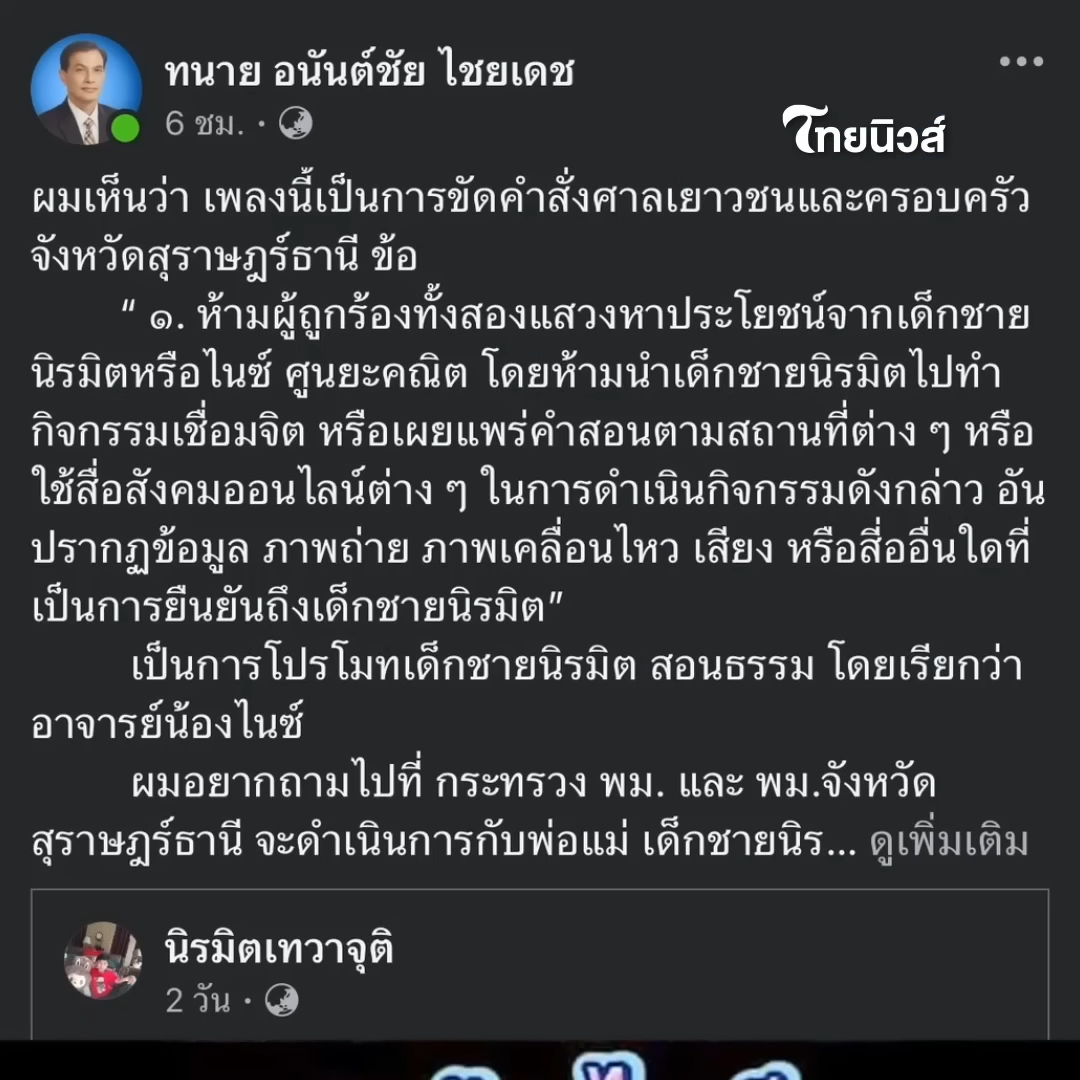 ทนาย อนันต์ชัย ไชยเดช
6 ชม.
ไทยนิวส์
ผมเห็นว่า เพลงนี้เป็นการขัดคำสั่งศาลเยาวชนและครอบครัว
จังหวัดสุราษฎร์ธานี ข้อ
“ ๑. ห้ามผู้ถูกร้องทั้งสองแสวงหาประโยชน์จากเด็กชาย
นิรมิตหรือไนซ์ ศูนยะคณิต โดยห้ามนำเด็กชายนิรมิตไปทำ
กิจกรรมเชื่อมจิต หรือเผยแพร่คำสอนตามสถานที่ต่าง ๆ หรือ
ใช้สื่อสังคมออนไลน์ต่าง ๆ ในการดำเนินกิจกรรมดังกล่าว อัน
ปรากฏข้อมูล ภาพถ่าย ภาพเคลื่อนไหว เสียง หรือสื่ออื่นใดที่
เป็นการยืนยันถึงเด็กชายนิรมิต”
เป็นการโปรโมทเด็กชายนิรมิต สอนธรรม โดยเรียกว่า
อาจารย์น้องไนซ์
ผมอยากถามไปที่ กระทรวง พม. และ พม.จังหวัด
สุราษฎร์ธานี จะดำเนินการกับพ่อแม่ เด็กชายนิร... ดูเพิ่มเติม
นิรมิตเทวาจุติ
2 วัน